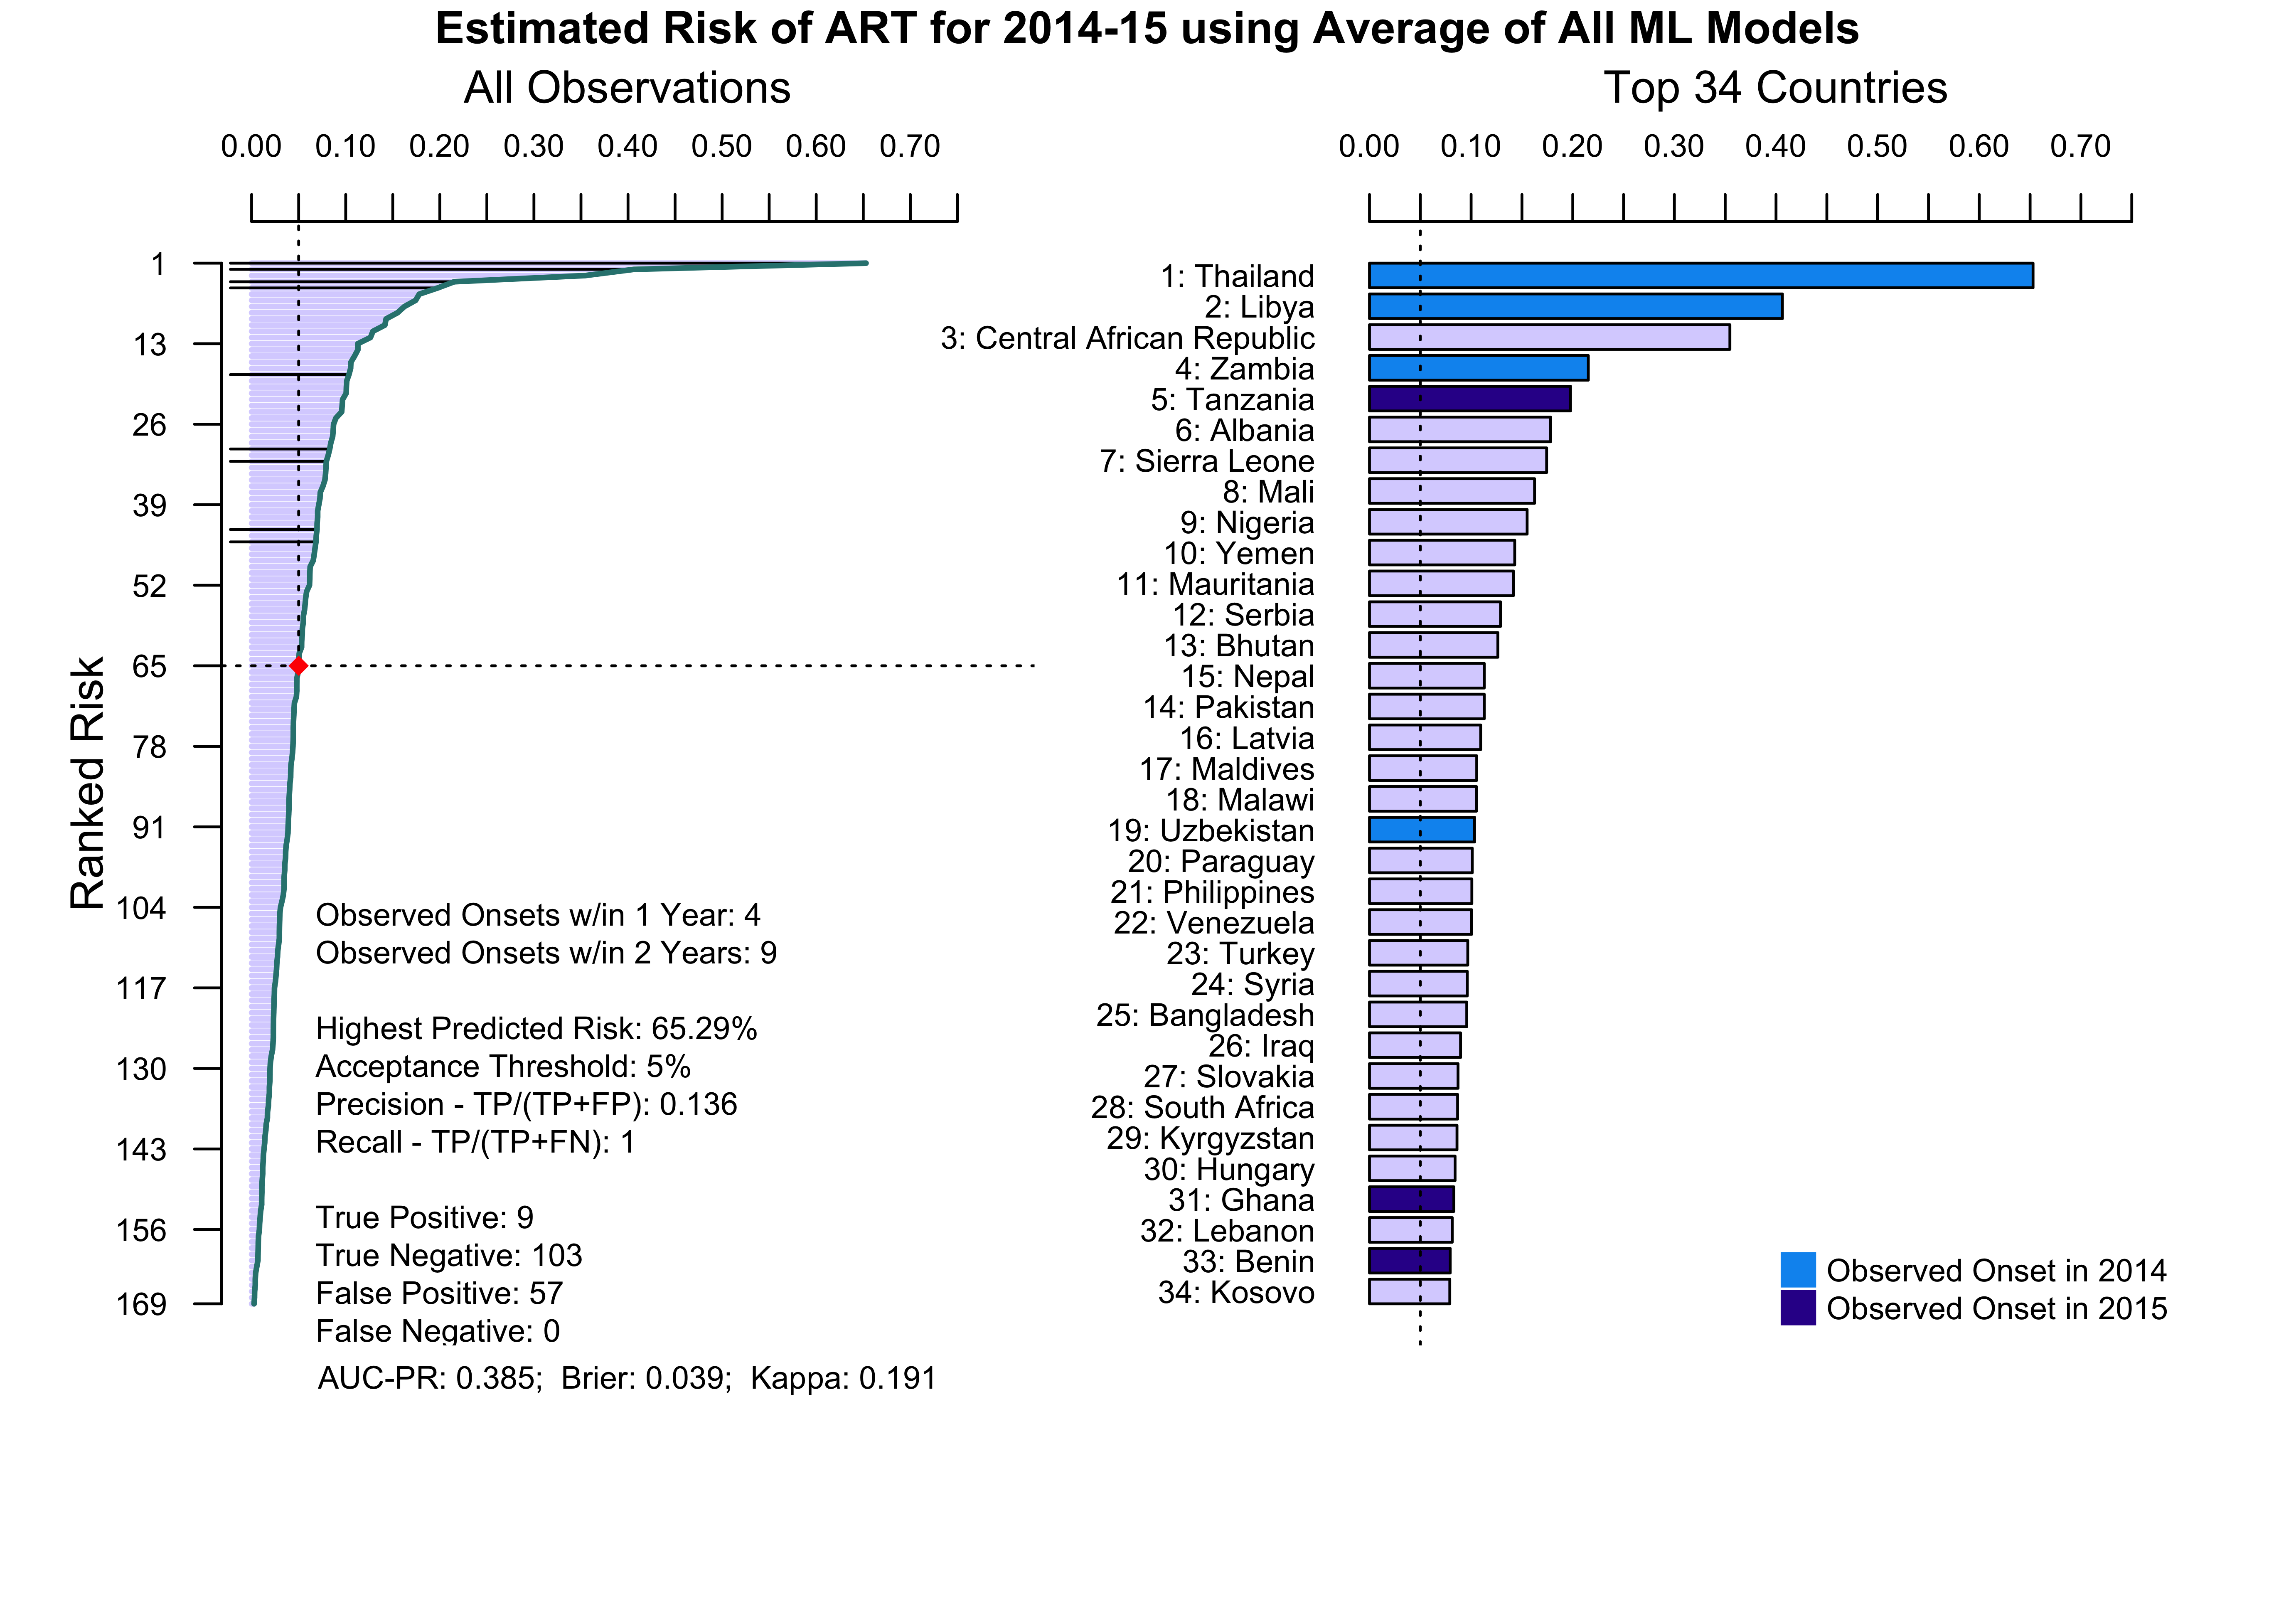 Estimated Risk of ART for 2014-15 using Average of All ML Models
All Observations
0.00 0.10 0.20 0.30 0.40 0.50 0.60 0.70
Ranked Risk
1
13
26
39
52
65
78
91
104
117
130
143
156
169
Observed Onsets w/in 1 Year: 4
Observed Onsets w/in 2 Years: 9
Highest Predicted Risk: 65.29%
Acceptance Threshold: 5%
Precision - TP/(TP+FP): 0.136
Recall - TP/(TP+FN): 1
True Positive: 9
True Negative: 103
False Positive: 57
False Negative: 0
AUC-PR: 0.385; Brier: 0.039; Kappa: 0.191
Top 34 Countries
0.00 0.10 0.20 0.30 0.40 0.50 0.60 0.70
1: Thailand
2: Libya
3: Central African Republic
4: Zambia
5: Tanzania
6: Albania
7: Sierra Leone
8: Mali
9: Nigeria
10: Yemen
11: Mauritania
12: Serbia
13: Bhutan
15: Nepal
14: Pakistan
16: Latvia
17: Maldives
18: Malawi
19: Uzbekistan
20: Paraguay
21: Philippines
22: Venezuela
23: Turkey
24: Syria
25: Bangladesh
26: Iraq
27: Slovakia
28: South Africa
29: Kyrgyzstan
30: Hungary
31: Ghana
32: Lebanon
33: Benin
34: Kosovo
Observed Onset in 2014
Observed Onset in 2015